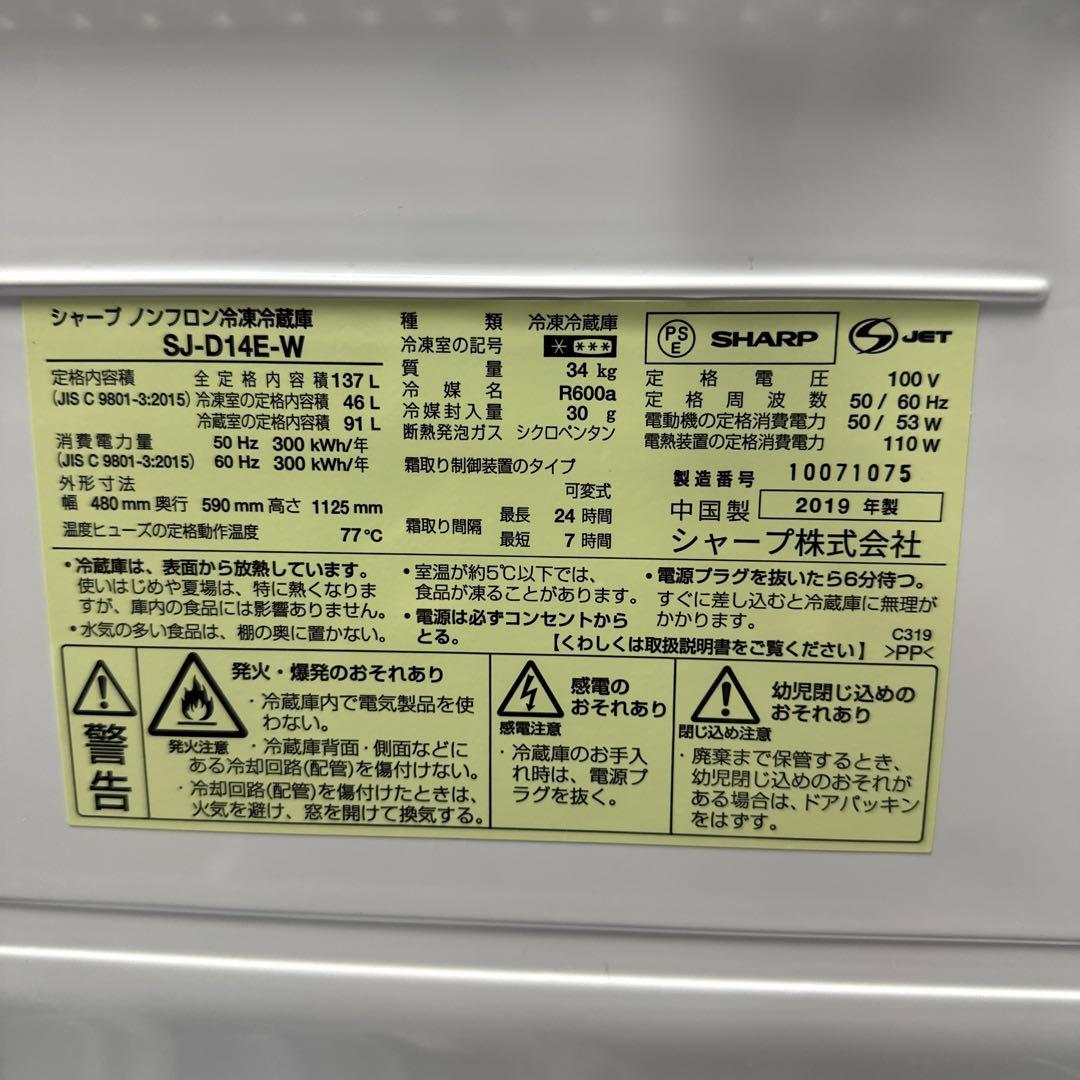 シャープ ノンフロン冷凍冷蔵庫
SJ-D14E-W
定格内容積 全定格内容積 137 L
(JIS C 9801-3:2015) 冷凍室の定格内容積 46 L
冷蔵室の定格内容積 91 L
消費電力量 50 Hz 300 kWh/年
(JIS C 9801-3:2015) 60 Hz 300 kWh/年
外形寸法
幅 480 mm 奥行 590 mm 高さ 1125 mm
温度ヒューズの定格動作温度 77℃
種類 冷凍冷蔵庫
冷凍室の記号 * ***
質量 34 kg
冷媒名 R600a
冷媒封入量 30 g
断熱発泡ガス シクロペンタン
霜取り制御装置のタイプ
可変式
霜取り間隔 最長 24 時間
最短 7 時間
PS
E
SHARP
S JET
定格電圧 100 V
定格周波数 50 / 60 Hz
電動機の定格消費電力 50 / 53 W
電熱装置の定格消費電力 110 W
製造番号 10071075
中国製 2019 年製
シャープ株式会社
・冷蔵庫は、表面から放熱しています。
使いはじめや夏場は、特に熱くなりま
すが、庫内の食品には影響ありません。
・水気の多い食品は、棚の奥に置かない。
・室温が約5℃以下では、
食品が凍ることがあります。
・電源は必ずコンセントから
とる。
・電源プラグを抜いたら6分待つ。
すぐに差し込むと冷蔵庫に無理が
かかります。
【くわしくは取扱説明書をご覧ください】
C319
>PP<
警告
発火・爆発のおそれあり
発火注意
・冷蔵庫内で電気製品を使
わない。
・冷蔵庫背面・側面などに
ある冷却回路(配管)を傷付けない。
・冷却回路(配管)を傷付けたときは、
火気を避け、窓を開けて換気する。
感電の
おそれあり
感電注意
・冷蔵庫のお手入
れ時は、電源プ
ラグを抜く。
幼児閉じ込めの
おそれあり
閉じ込め注意
・廃棄まで保管するとき、
幼児閉じ込めのおそれが
ある場合は、ドアパッキン
をはずす。